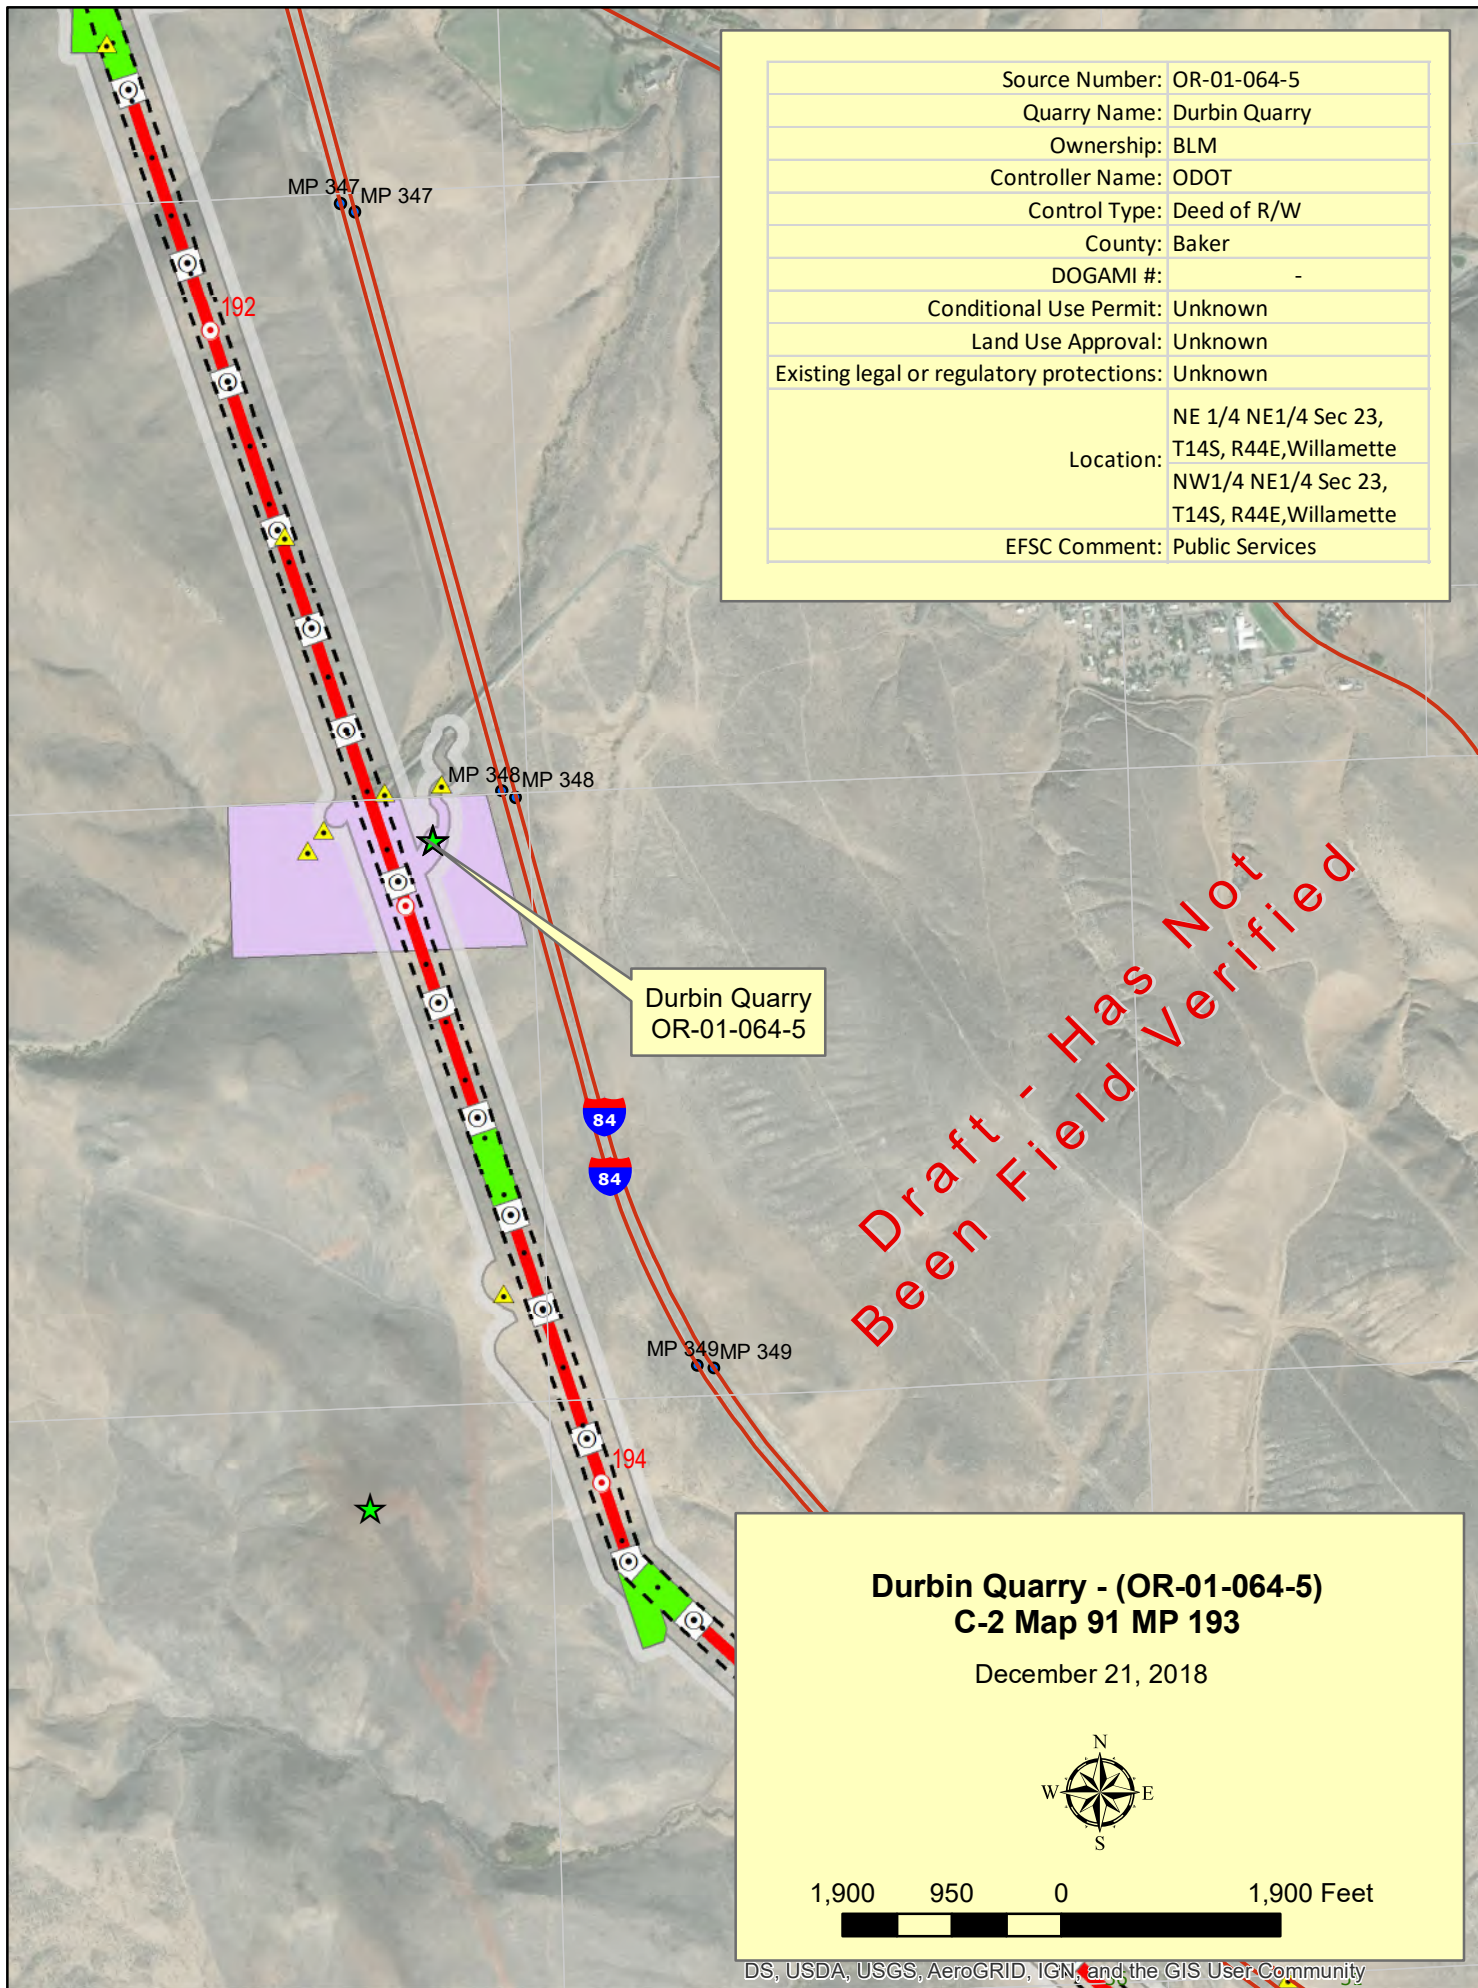 Source Number: OR-01-064-5
Quarry Name: Durbin Quarry
Ownership: BLM
Controller Name: ODOT
Control Type: Deed of R/W
County: Baker
DOGAMI #: -
Conditional Use Permit: Unknown
Land Use Approval: Unknown
Existing legal or regulatory protections: Unknown
Location: NE 1/4 NE1/4 Sec 23,
T14S, R44E,Willamette
NW1/4 NE1/4 Sec 23,
T14S, R44E,Willamette
EFSC Comment: Public Services
MP 347 MP 347
192
MP 348 MP 348
Durbin Quarry
OR-01-064-5
84
84
Draft - Has Not
Been Field Verified
MP 349 MP 349
194
Durbin Quarry - (OR-01-064-5)
C-2 Map 91 MP 193
December 21, 2018
N
W E
S
1,900 950 0 1,900 Feet
DS, USDA, USGS, AeroGRID, IGN, and the GIS User Community